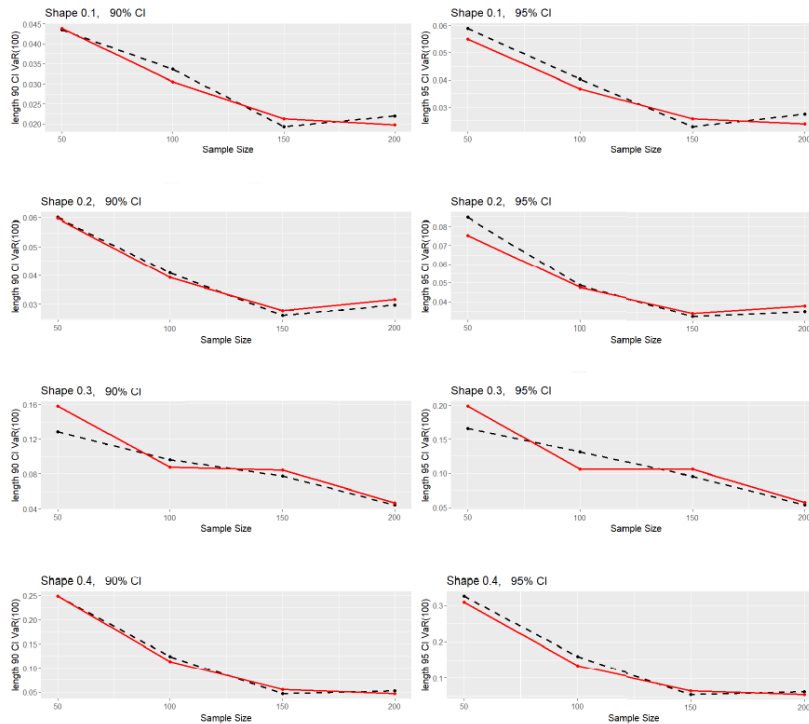 Shape 0.1, 90% CI
length 90 CI VaR(100)
0.045
0.040
0.035
0.030
0.025
0.020
50 100 150 200
Sample Size
Shape 0.1, 95% CI
length 95 CI VaR(100)
0.06
0.05
0.04
0.03
50 100 150 200
Sample Size
Shape 0.2, 90% CI
length 90 CI VaR(100)
0.06
0.05
0.04
0.03
50 100 150 200
Sample Size
Shape 0.2, 95% CI
length 95 CI VaR(100)
0.08
0.07
0.06
0.05
0.04
50 100 150 200
Sample Size
Shape 0.3, 90% CI
length 90 CI VaR(100)
0.16
0.12
0.08
0.04
50 100 150 200
Sample Size
Shape 0.3, 95% CI
length 95 CI VaR(100)
0.20
0.15
0.10
0.05
50 100 150 200
Sample Size
Shape 0.4, 90% CI
length 90 CI VaR(100)
0.25
0.20
0.15
0.10
0.05
50 100 150 200
Sample Size
Shape 0.4, 95% CI
length 95 CI VaR(100)
0.3
0.2
0.1
50 100 150 200
Sample Size